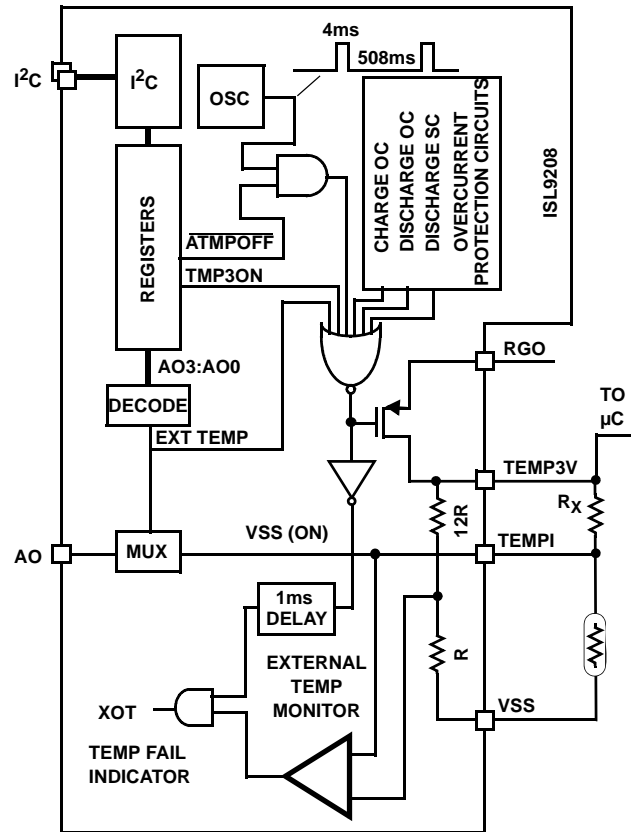 4ms
508ms
I²C
I²C
OSC
CHARGE OC
DISCHARGE OC
DISCHARGE SC
OVERCURRENT
PROTECTION CIRCUITS
ISL9208
REGISTERS
ATMPOFF
TMP3ON
AO3:AO0
DECODE
EXT TEMP
RGO
TO
µC
TEMP3V
12R
RX
VSS (ON)
TEMPI
AO
MUX
1ms
DELAY
R
EXTERNAL
TEMP
MONITOR
VSS
XOT
TEMP FAIL
INDICATOR